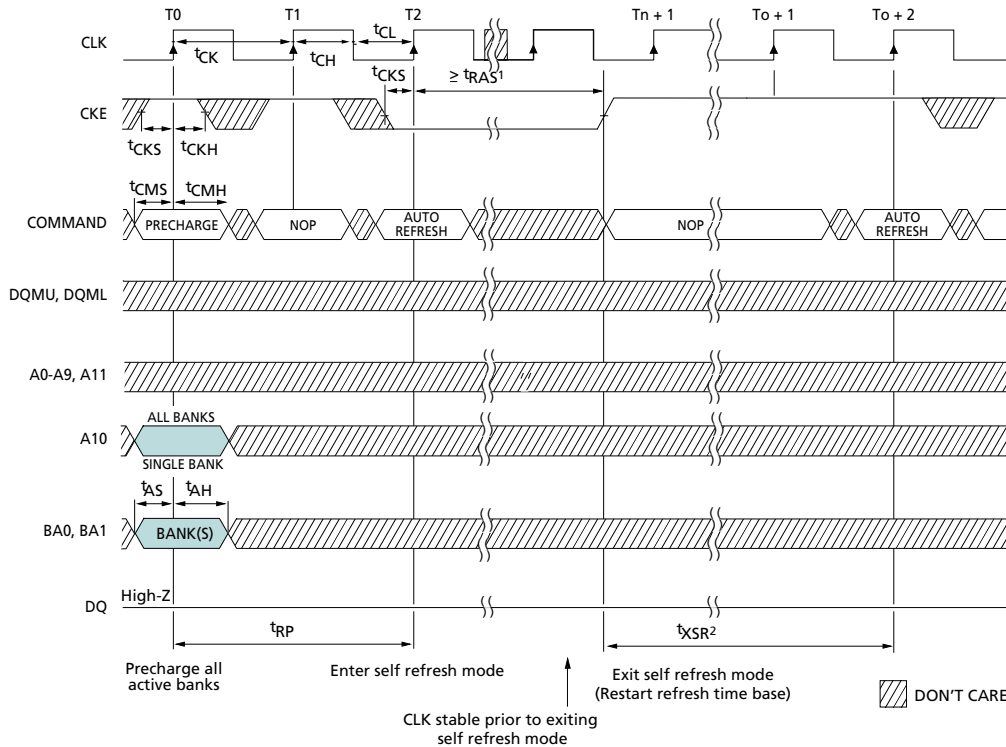 T0 T1 T2 Tn + 1 To + 1 To + 2
CLK
tCK tCH tCL
tCKS ≥ tRAS1
CKE
tCKS tCKH
tCMS tCMH
COMMAND PRECHARGE NOP AUTO REFRESH NOP AUTO REFRESH
DQMU, DQML
A0-A9, A11
ALL BANKS
A10
SINGLE BANK
tAS tAH
BA0, BA1 BANK(S)
High-Z
DQ
tRP tXSR2
Precharge all
active banks
Enter self refresh mode
CLK stable prior to exiting
self refresh mode
Exit self refresh mode
(Restart refresh time base)
DON'T CARE